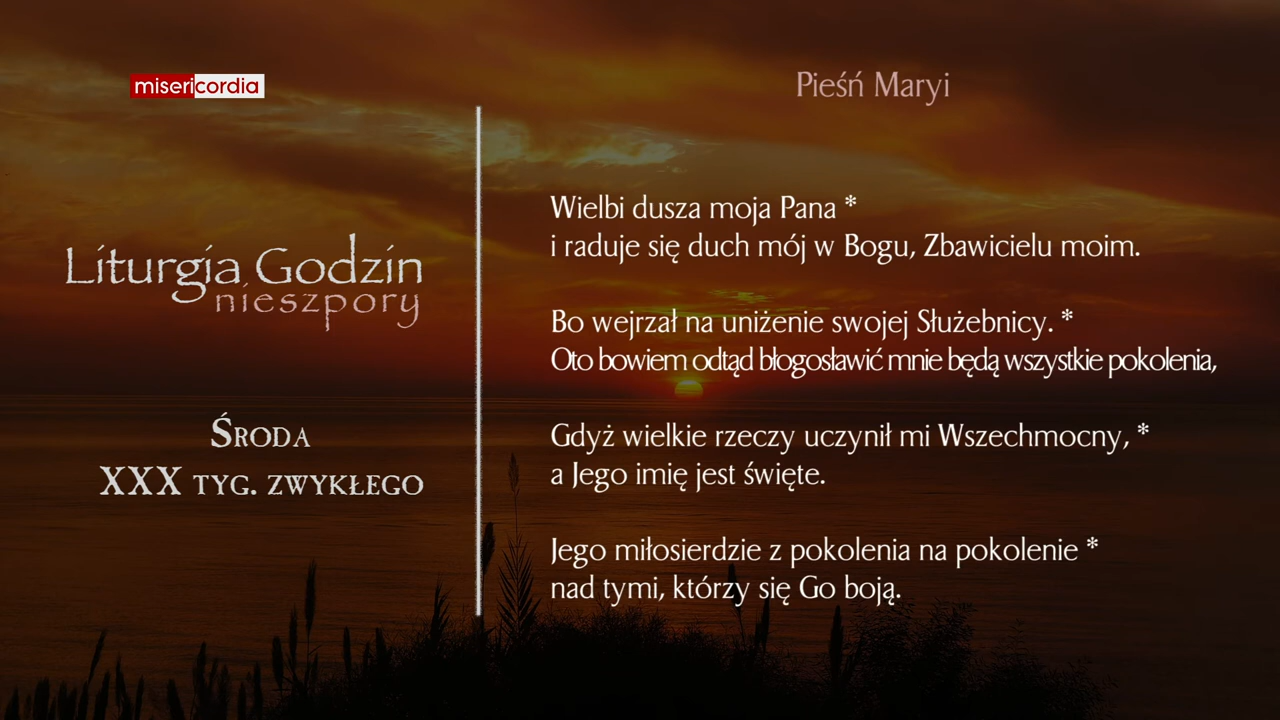 misericordia
Liturgia Godzin
nieszpory
Środa
XXX tyg. zwykłego
Pieśń Maryi
Wielbi dusza moja Pana *
i raduje się duch mój w Bogu, Zbawicielu moim.
Bo wejrzał na uniżenie swojej Służebnicy. *
Oto bowiem odtąd błogosławić mnie będą wszystkie pokolenia,
Gdyż wielkie rzeczy uczynił mi Wszechmocny, *
a Jego imię jest święte.
Jego miłosierdzie z pokolenia na pokolenie *
nad tymi, którzy się Go boją.